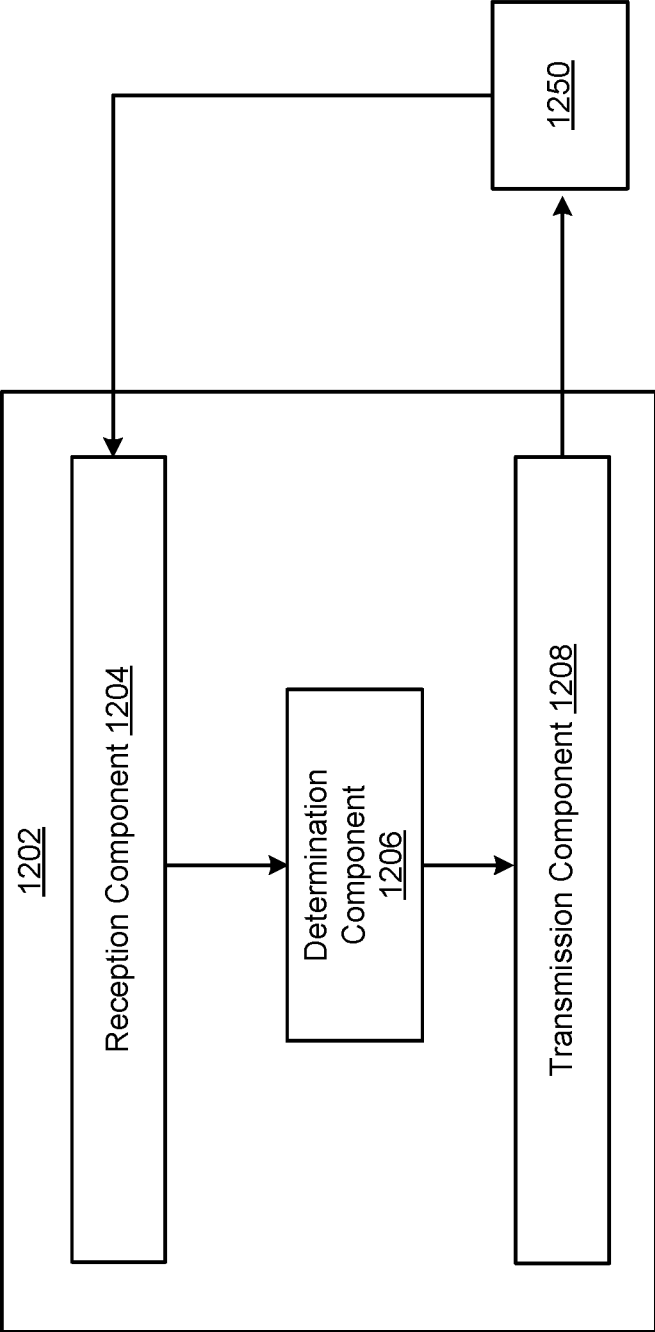 1202
Reception Component 1204
Determination
Component
1206
Transmission Component 1208
1250